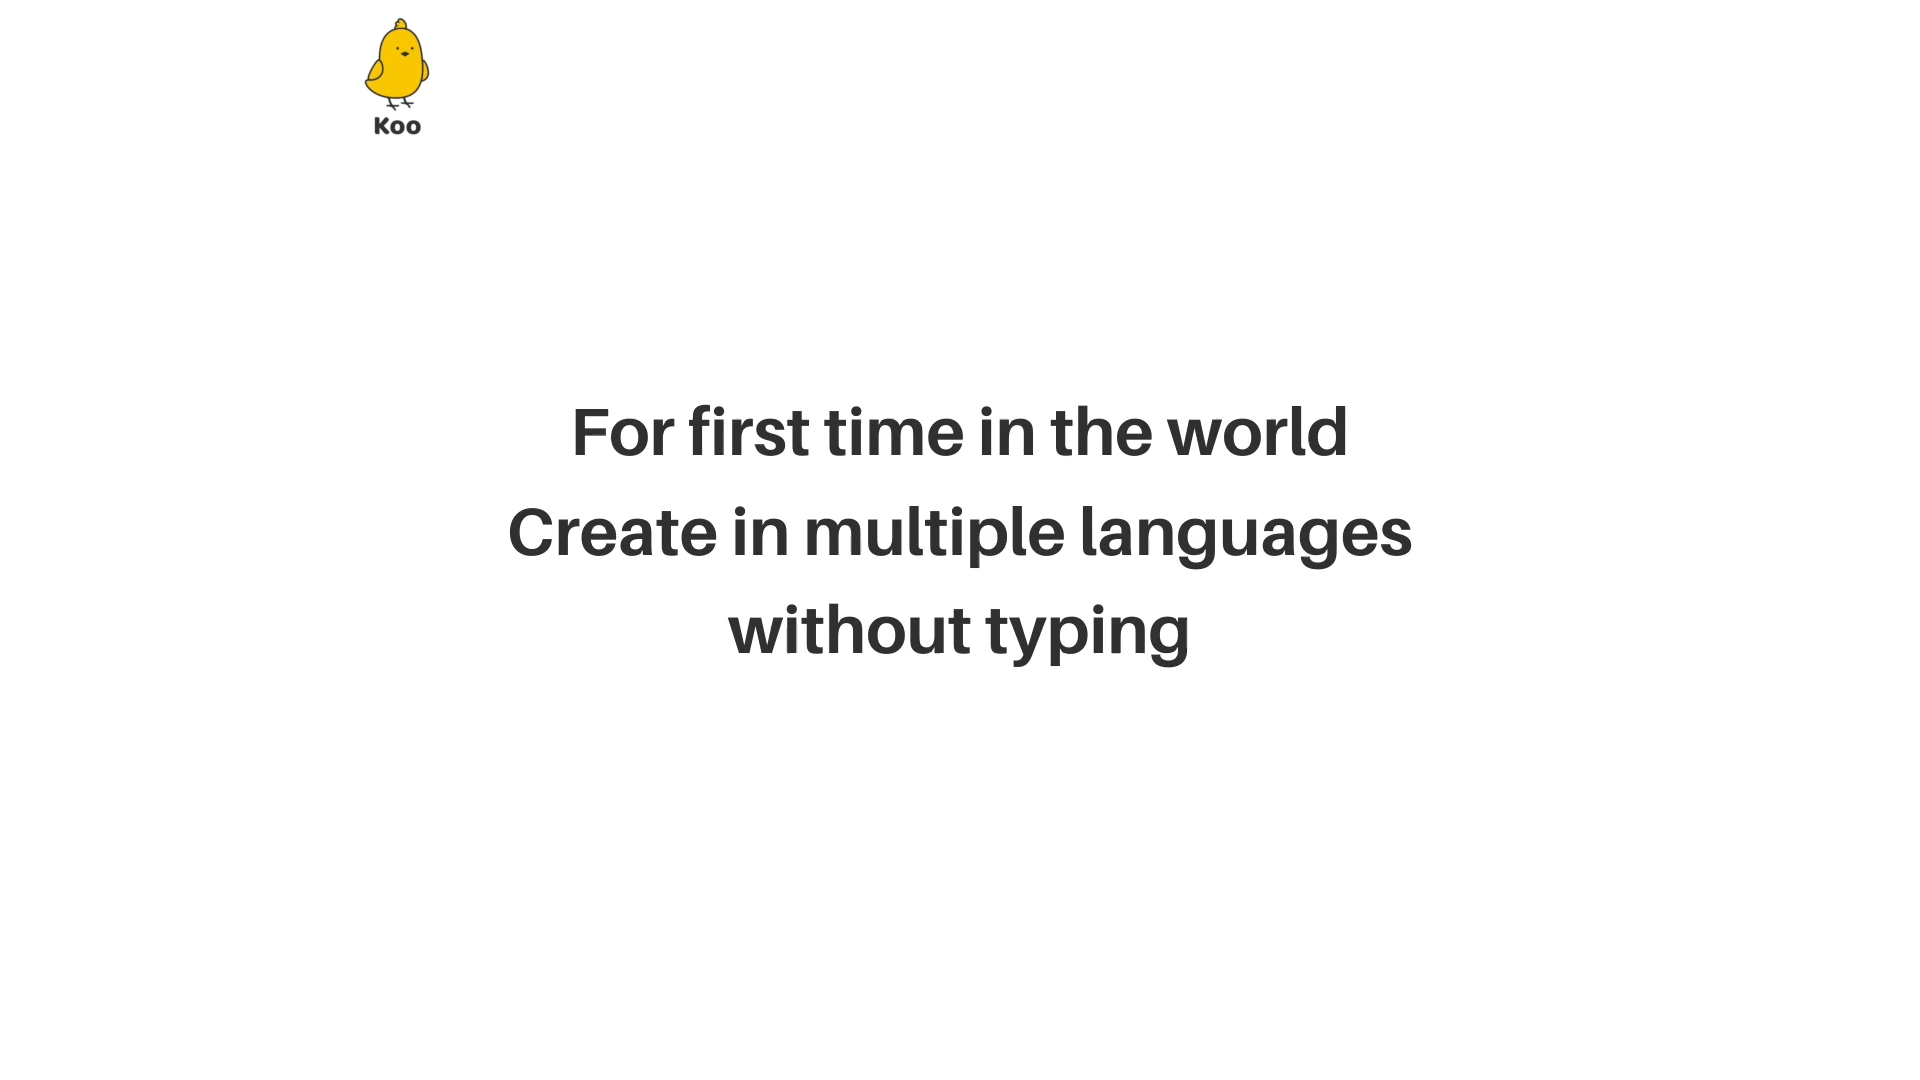 Koo
For first time in the world
Create in multiple languages
without typing